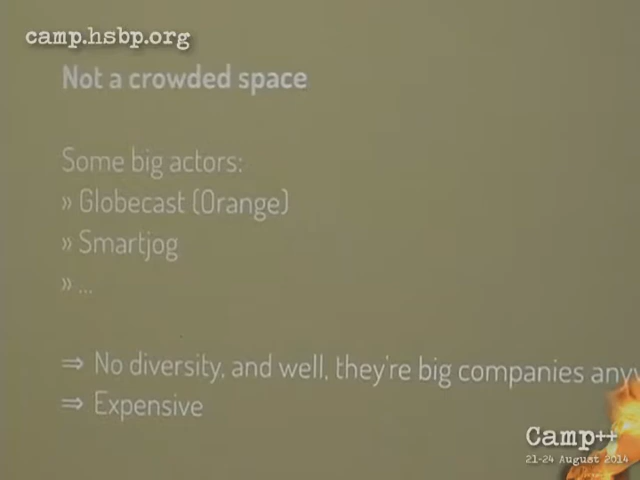 camp.hsbp.org
Not a crowded space
Some big actors:
» Globecast (Orange)
» Smartjog
» ...
⇒ No diversity, and well, they're big companies
⇒ Expensive
Camp++
21-24 August 2014